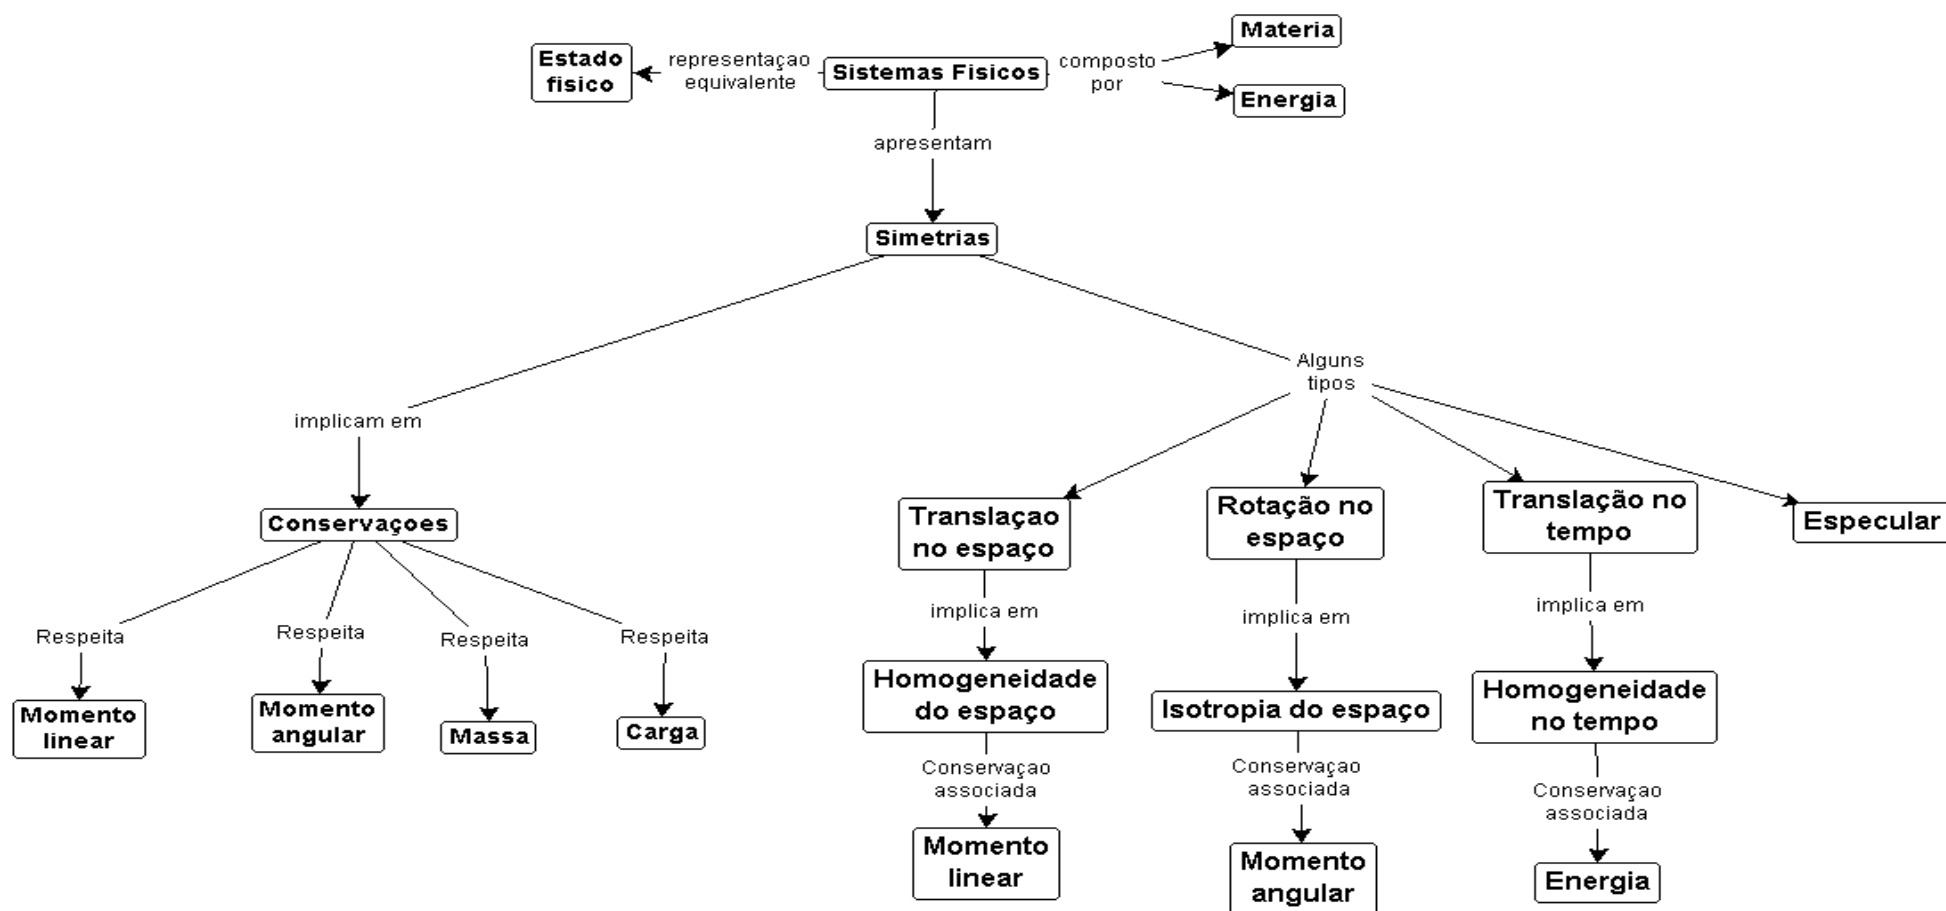 Materia
Estado
fisico
representaçao
equivalente
Sistemas Fisicos
composto
por
Energia
apresentam
Simetrias
Alguns
tipos
implicam em
Conservaçoes
Translaçao
no espaço
Rotação no
espaço
Translação no
tempo
Especular
Respeita
Respeita
Respeita
Respeita
implica em
implica em
implica em
Momento
linear
Momento
angular
Massa
Carga
Homogeneidade
do espaço
Isotropia do espaço
Homogeneidade
no tempo
Conservaçao
associada
Conservaçao
associada
Conservaçao
associada
Momento
linear
Momento
angular
Energia